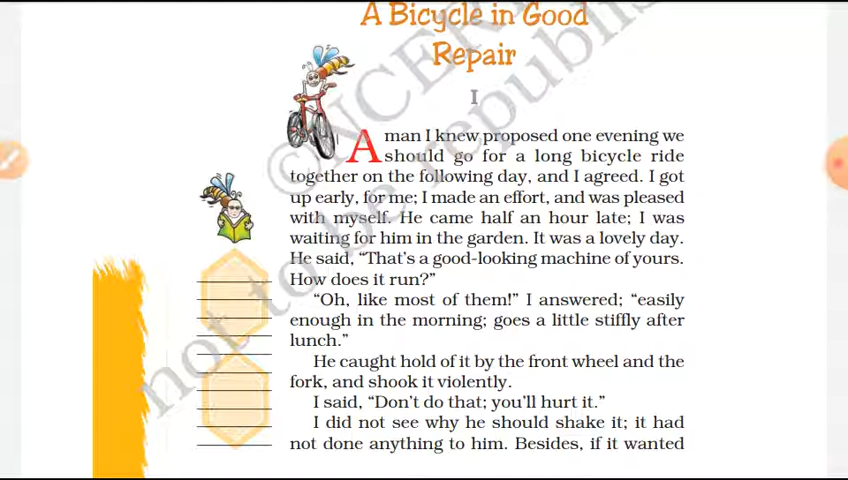 A Bicycle in Good
Repair
I
A man I knew proposed one evening we
should go for a long bicycle ride
together on the following day, and I agreed. I got
up early, for me; I made an effort, and was pleased
with myself. He came half an hour late; I was
waiting for him in the garden. It was a lovely day.
He said, “That’s a good-looking machine of yours.
How does it run?”
“Oh, like most of them!” I answered; “easily
enough in the morning; goes a little stiffly after
lunch.”
He caught hold of it by the front wheel and the
fork, and shook it violently.
I said, “Don’t do that; you’ll hurt it.”
I did not see why he should shake it; it had
not done anything to him. Besides, if it wanted
©NCERT
not to be republis